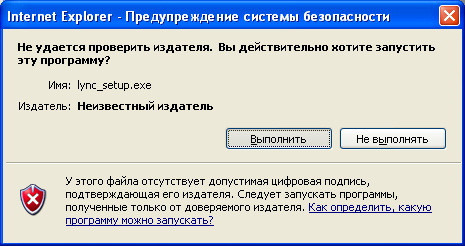 Internet Explorer - Предупреждение системы безопасности
Не удается проверить издателя. Вы действительно хотите запустить
эту программу?
Имя: lync_setup.exe
Издатель: Неизвестный издатель
Выполнить Не выполнять
У этого файла отсутствует допустимая цифровая подпись,
подтверждающая его издателя. Следует запускать программы,
полученные только от доверяемого издателя. Как определить, какую
программу можно запускать?